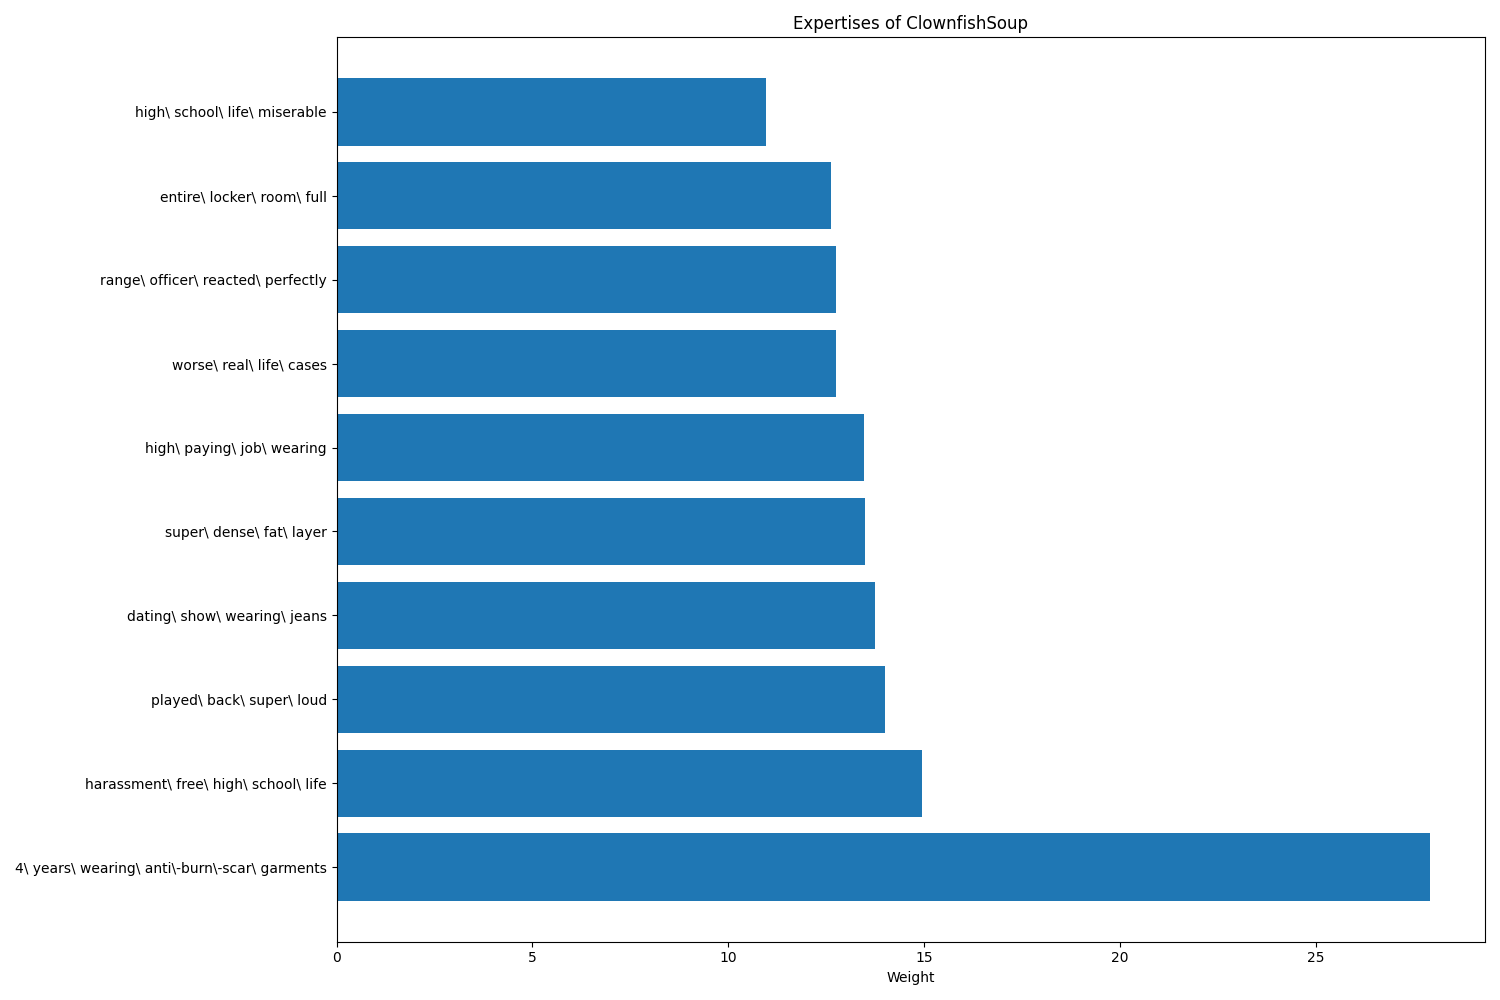 Expertises of ClownfishSoup
high\ school\ life\ miserable
entire\ locker\ room\ full
range\ officer\ reacted\ perfectly
worse\ real\ life\ cases
high\ paying\ job\ wearing
super\ dense\ fat\ layer
dating\ show\ wearing\ jeans
played\ back\ super\ loud
harassment\ free\ high\ school\ life
4\ years\ wearing\ anti\-burn\-scar\ garments
0 5 10 15 20 25
Weight